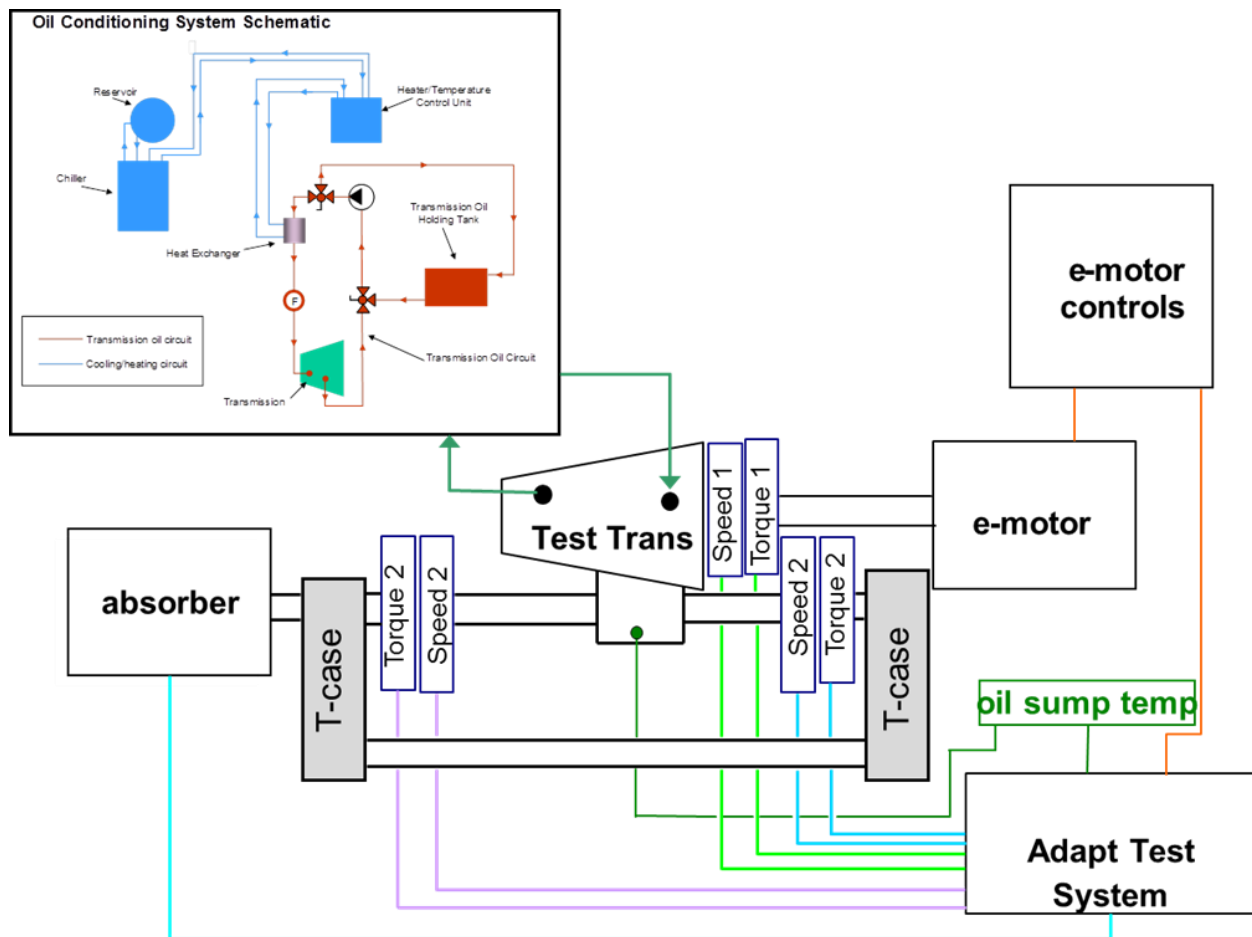 Oil Conditioning System Schematic
Reservoir
Heater/Temperature
Control Unit
Chiller
Transmission Oil
Holding Tank
Heat Exchanger
F
Transmission oil circuit
Cooling/heating circuit
Transmission Oil Circuit
Transmission
e-motor
controls
Test Trans
Speed 1
Torque 1
e-motor
absorber
T-case
Torque 2
Speed 2
Speed 2
Torque 2
T-case
oil sump temp
Adapt Test
System